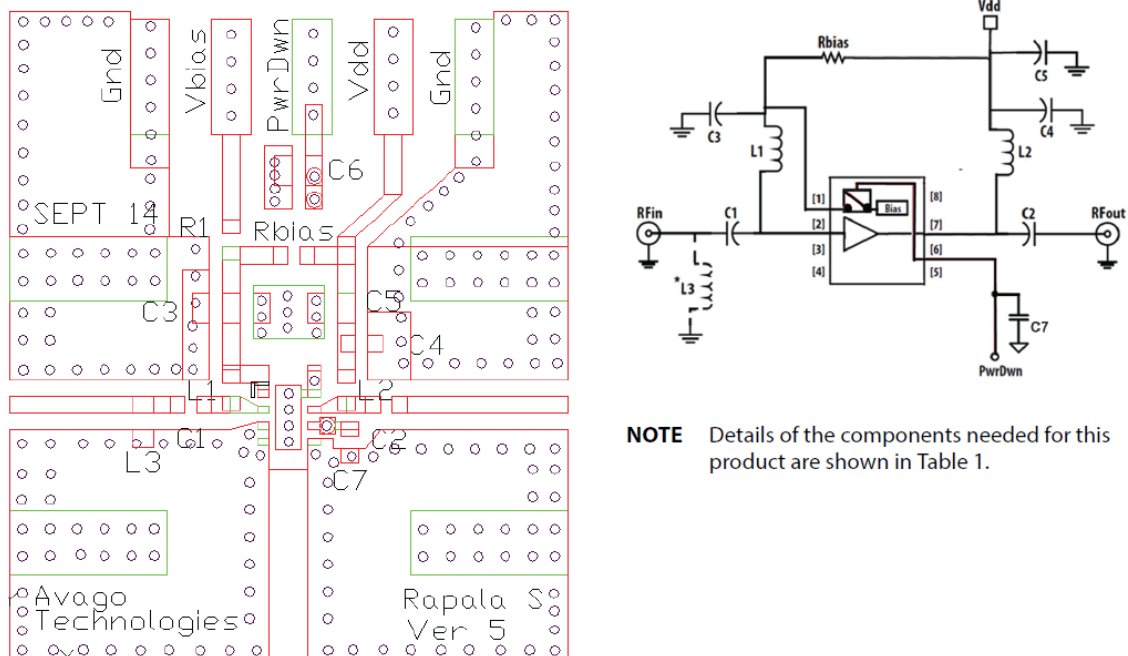 Gnd
Vbias
PwrDwn
Vdd
Gnd
C6
SEPT 14
R1
Rbias
C3
C5
C4
L1
L2
C1
C2
L3
C7
Avago
Technologies
Rapala S
Ver 5
Vdd
Rbias
C5
C3
C4
L1
L2
[1]
[8]
Bias
RFin
C1
[2]
[7]
C2
RFout
[3]
[6]
[4]
[5]
*L3
C7
PwrDwn
NOTE Details of the components needed for this
product are shown in Table 1.